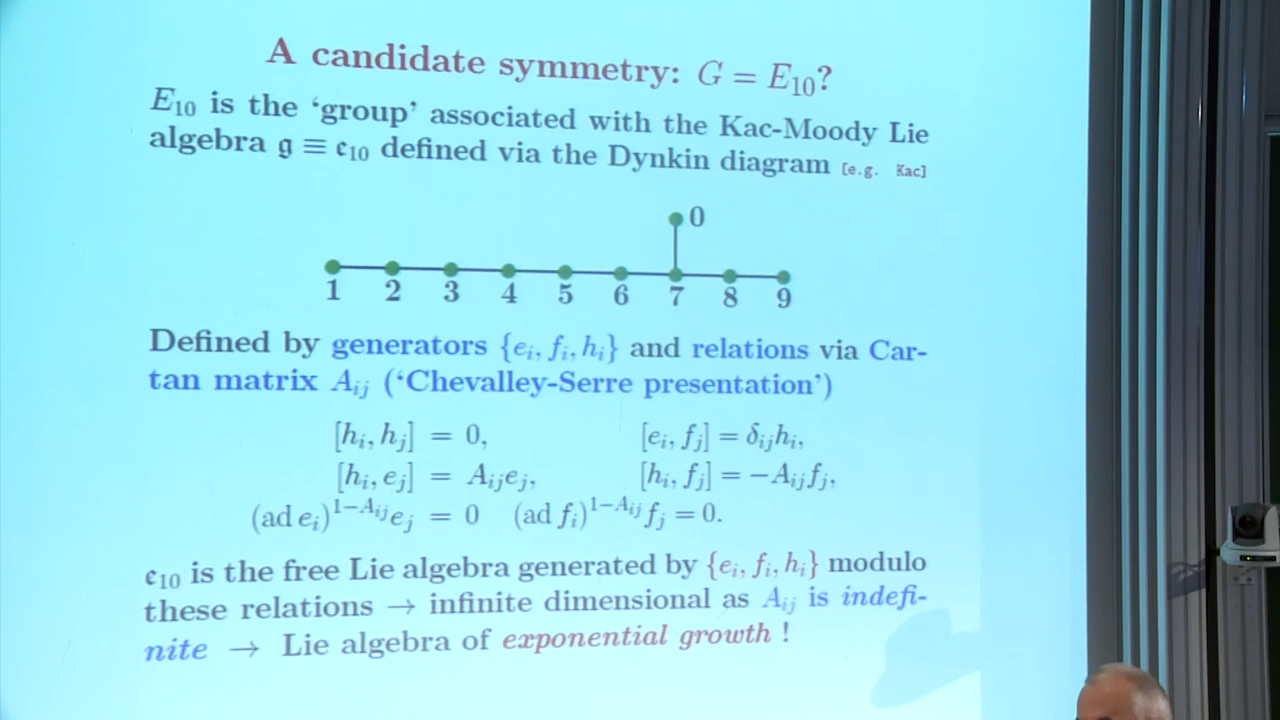 A candidate symmetry: G = E₁₀?
E₁₀ is the ‘group’ associated with the Kac-Moody Lie
algebra 𝔤 ≡ 𝔢₁₀ defined via the Dynkin diagram [e.g. Kac]
0
1 2 3 4 5 6 7 8 9
Defined by generators {eᵢ, fᵢ, hᵢ} and relations via Car-
tan matrix Aᵢⱼ (‘Chevalley-Serre presentation’)
[hᵢ, hⱼ] = 0, [eᵢ, fⱼ] = δᵢⱼhᵢ,
[hᵢ, eⱼ] = Aᵢⱼeⱼ, [hᵢ, fⱼ] = −Aᵢⱼfⱼ,
(ad eᵢ)^{1−Aᵢⱼ}eⱼ = 0 (ad fᵢ)^{1−Aᵢⱼ}fⱼ = 0.
𝔢₁₀ is the free Lie algebra generated by {eᵢ, fᵢ, hᵢ} modulo
these relations → infinite dimensional as Aᵢⱼ is indefi-
nite → Lie algebra of exponential growth !